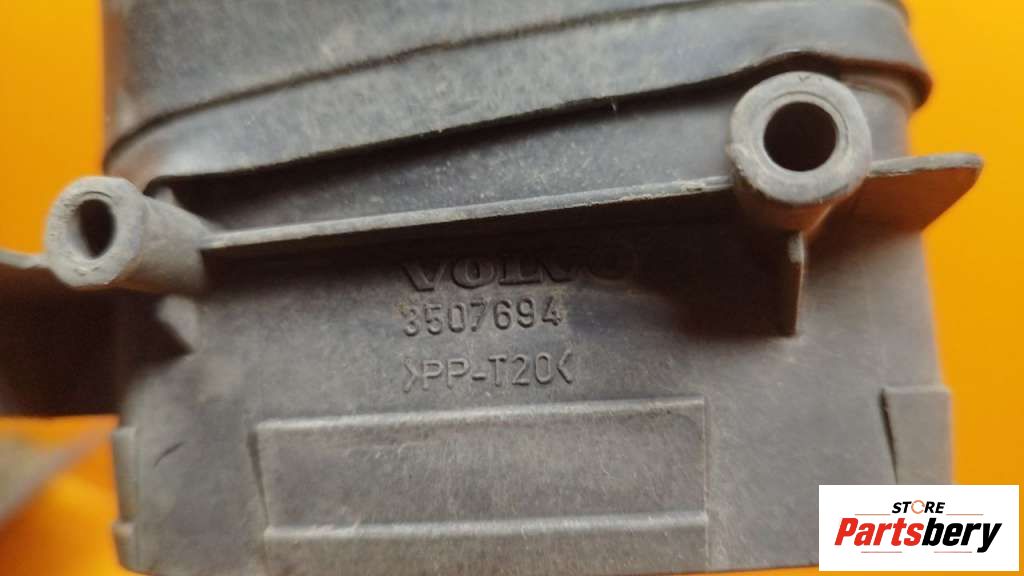 VOLVO
3507694
>PP-T20<
STORE
Partsbery